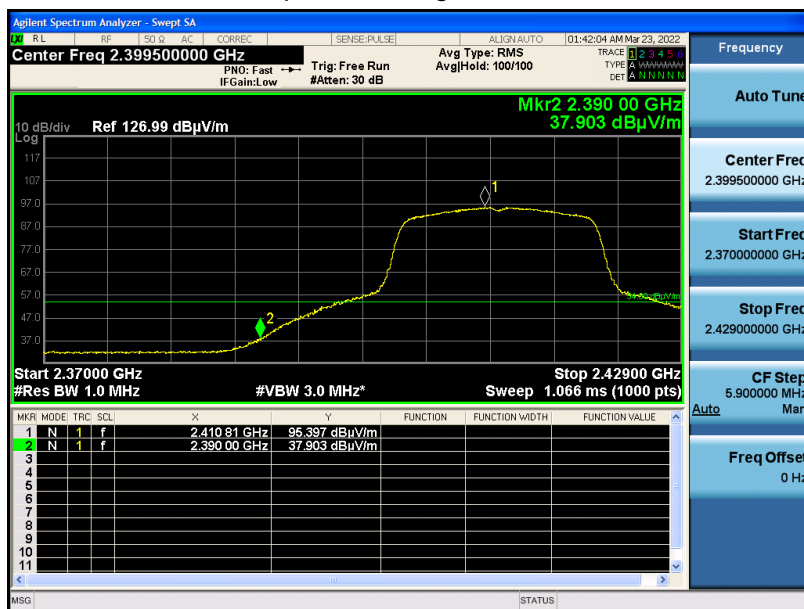 Agilent Spectrum Analyzer - Swept SA
LXI RL RF 50 Ω AC CORREC SENSE:PULSE ALIGN AUTO 01:42:04 AM Mar 23, 2022
Center Freq 2.399500000 GHz
PNO: Fast
IFGain:Low
Trig: Free Run
#Atten: 30 dB
Avg Type: RMS
Avg|Hold: 100/100
TRACE 1 2 3 4 5 6
TYPE A WWWWW
DET A N N N N N
Mkr2 2.390 00 GHz
37.903 dBµV/m
10 dB/div Ref 126.99 dBµV/m
Log
117
107
97.0
87.0
77.0
67.0
57.0
47.0
37.0
1
2
Start 2.37000 GHz Stop 2.42900 GHz
#Res BW 1.0 MHz #VBW 3.0 MHz* Sweep 1.066 ms (1000 pts)
MKR MODE TRC SCL X Y FUNCTION FUNCTION WIDTH FUNCTION VALUE
1 N 1 f 2.410 81 GHz 95.397 dBµV/m
2 N 1 f 2.390 00 GHz 37.903 dBµV/m
3
4
5
6
7
8
9
10
11
MSG STATUS
Frequency
Auto Tune
Center Freq
2.399500000 GHz
Start Freq
2.370000000 GHz
Stop Freq
2.429000000 GHz
CF Step
5.900000 MHz
Auto Man
Freq Offset
0 Hz